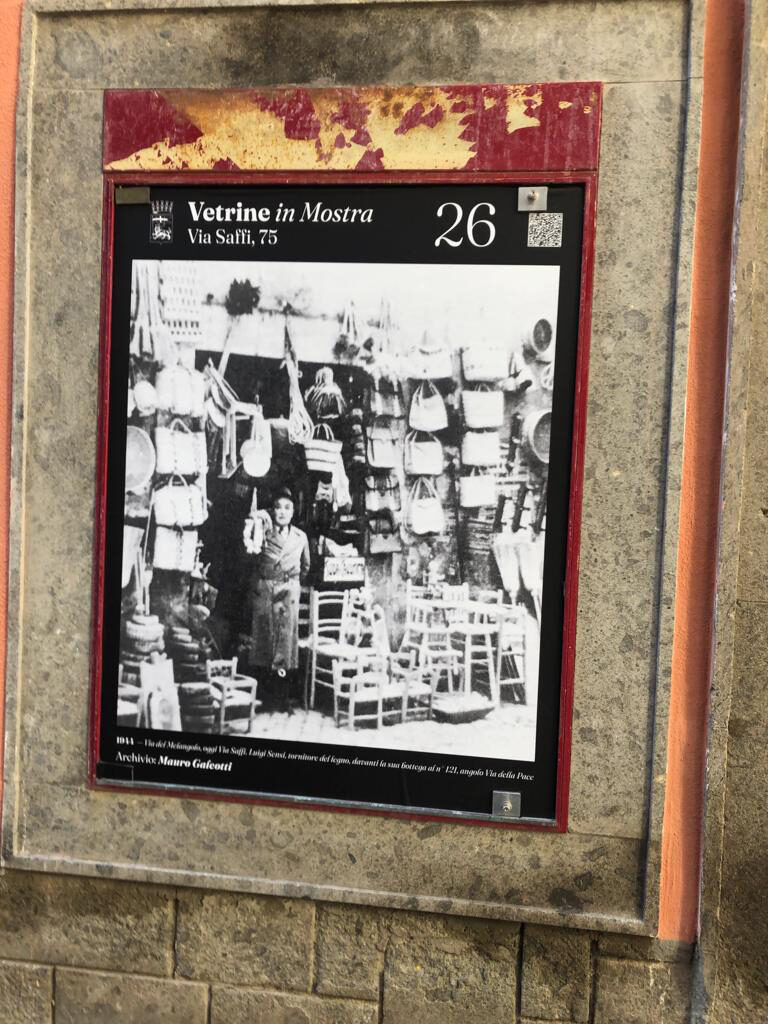 Vetrine in Mostra
Via Saffi, 75
26
1944 — Via del Melangolo, oggi Via Saffi. Luigi Sensi, tornitore del legno, davanti la sua bottega al n° 121, angolo Via della Pace
Archivio: Mauro Galeotti